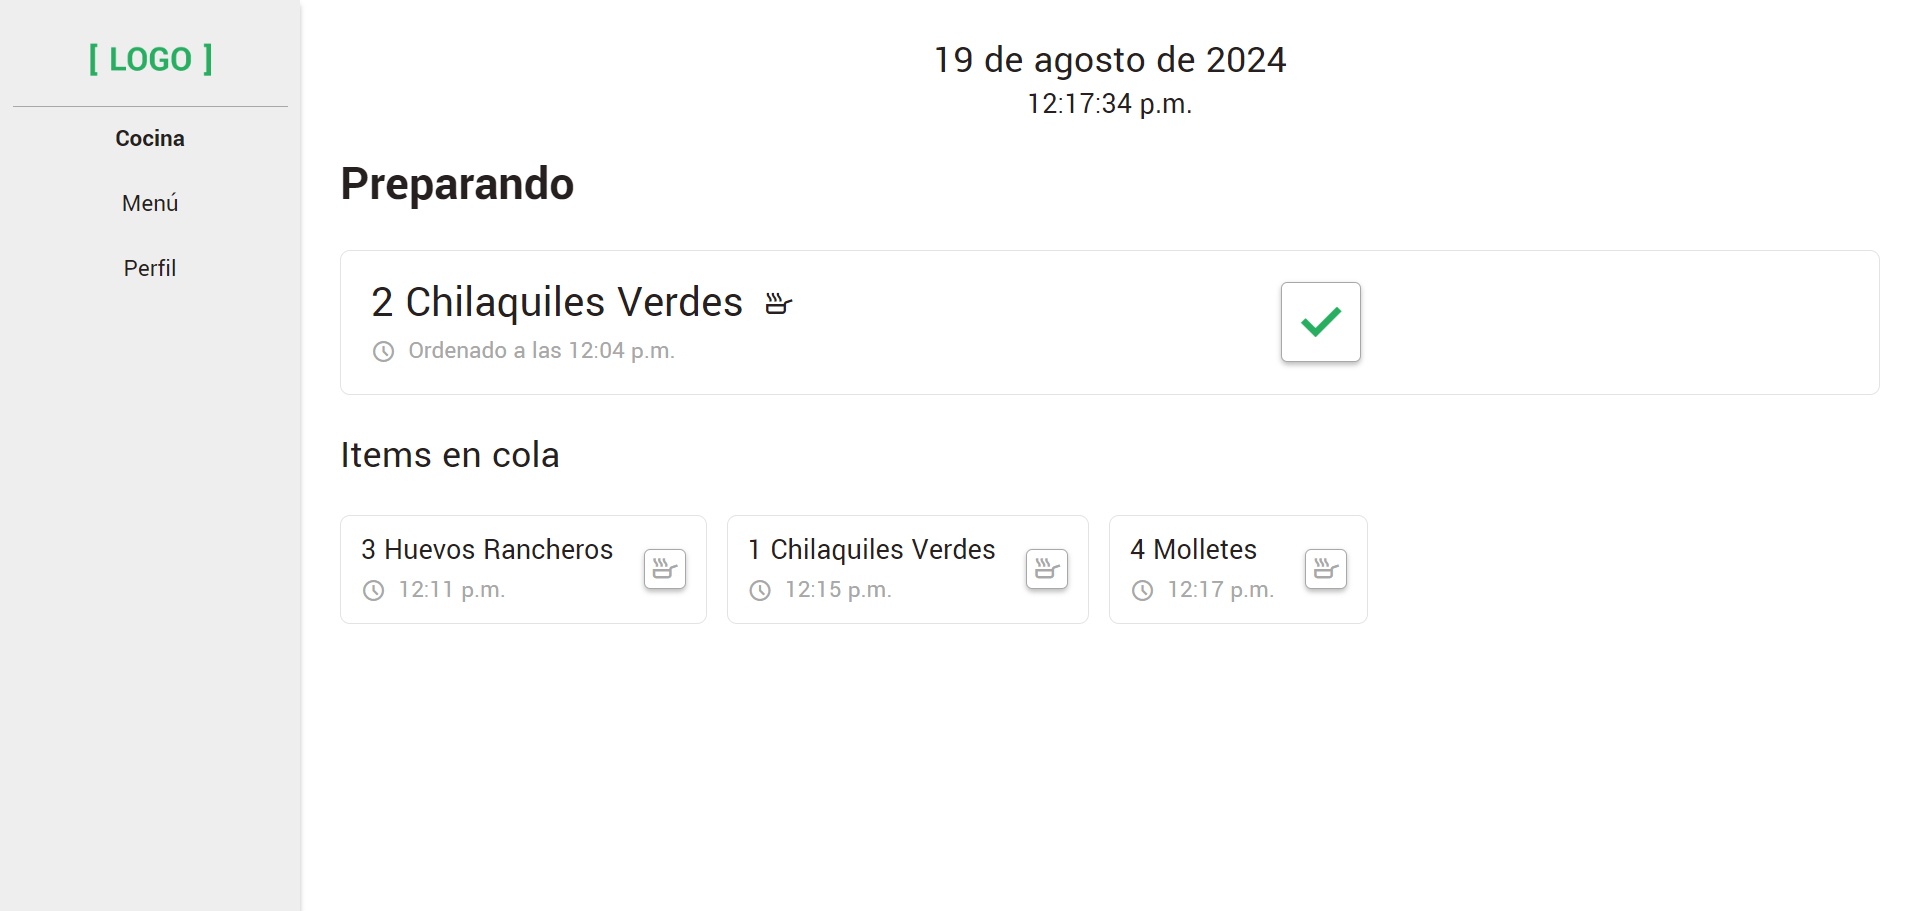 [ LOGO ]
Cocina
Menú
Perfil
19 de agosto de 2024
12:17:34 p.m.
Preparando
2 Chilaquiles Verdes
Ordenado a las 12:04 p.m.
Items en cola
3 Huevos Rancheros
12:11 p.m.
1 Chilaquiles Verdes
12:15 p.m.
4 Molletes
12:17 p.m.